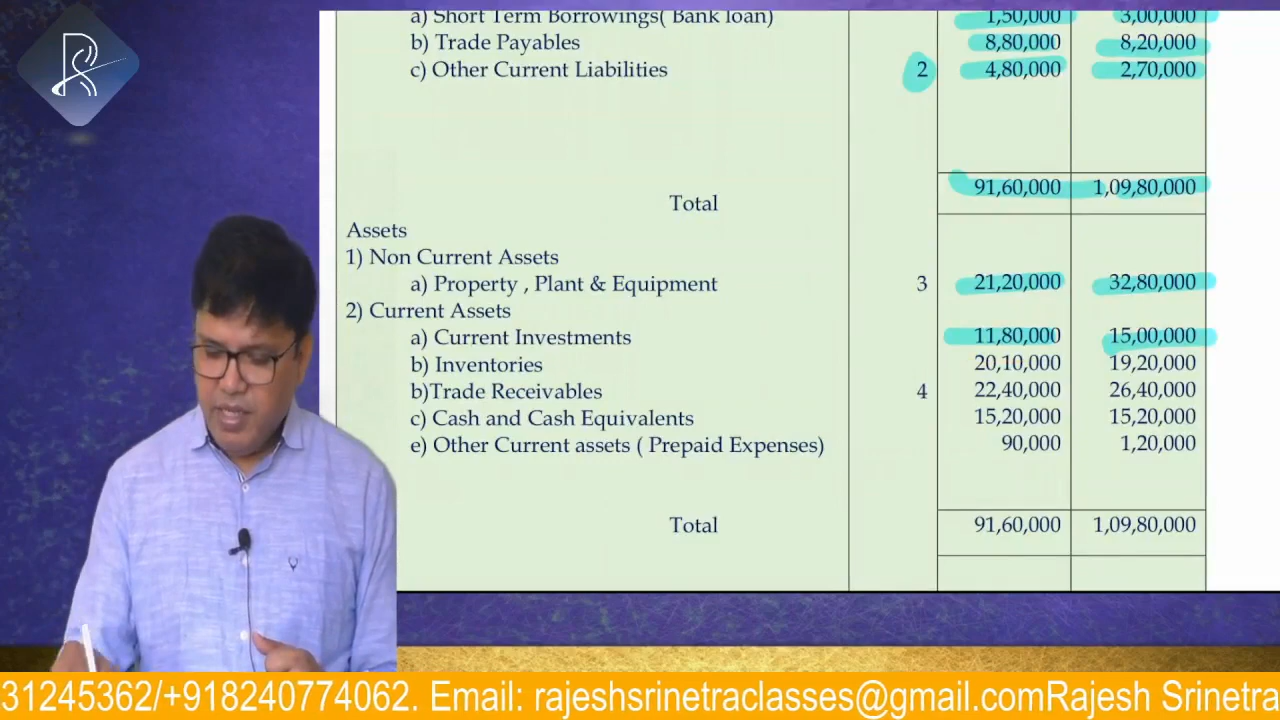 a) Short Term Borrowings( Bank loan) 1,50,000 3,00,000
b) Trade Payables 8,80,000 8,20,000
c) Other Current Liabilities 2 4,80,000 2,70,000
Total 91,60,000 1,09,80,000
Assets
1) Non Current Assets
a) Property , Plant & Equipment 3 21,20,000 32,80,000
2) Current Assets
a) Current Investments 11,80,000 15,00,000
b) Inventories 20,10,000 19,20,000
b)Trade Receivables 4 22,40,000 26,40,000
c) Cash and Cash Equivalents 15,20,000 15,20,000
e) Other Current assets ( Prepaid Expenses) 90,000 1,20,000
Total 91,60,000 1,09,80,000
31245362/+918240774062. Email: rajeshsrinetraclasses@gmail.comRajesh Srinetra